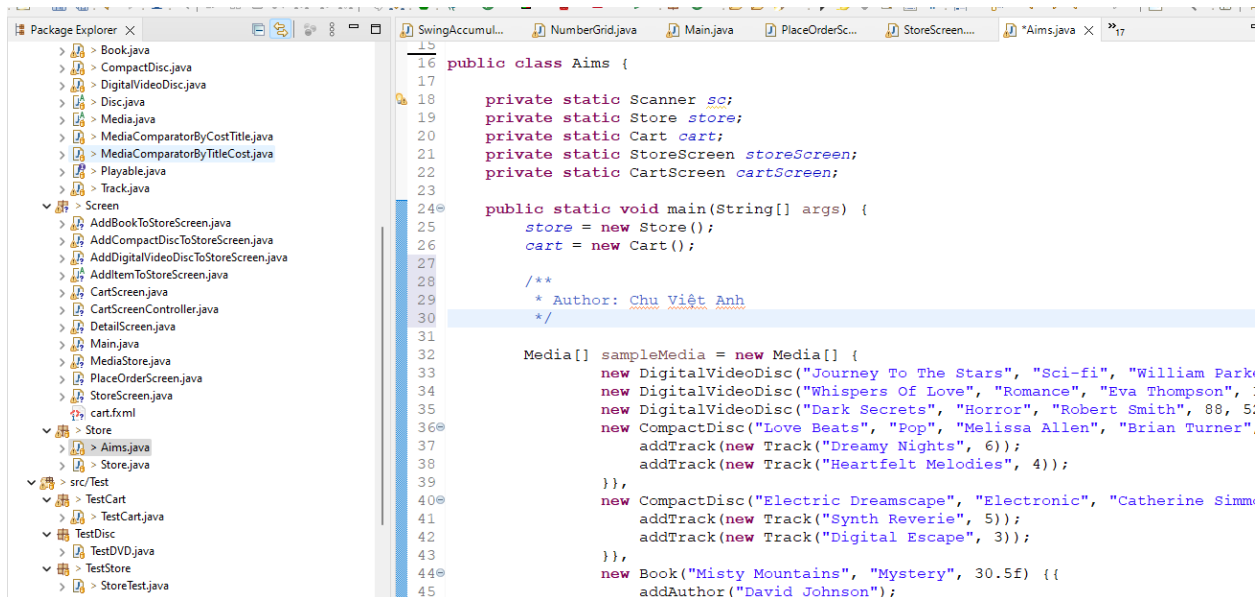 Package Explorer
> Book.java
> CompactDisc.java
> DigitalVideoDisc.java
> Disc.java
> Media.java
> MediaComparatorByCostTitle.java
> MediaComparatorByTitleCost.java
> Playable.java
> Track.java
> Screen
AddBookToStoreScreen.java
AddCompactDiscToStoreScreen.java
AddDigitalVideoDiscToStoreScreen.java
AddItemToStoreScreen.java
CartScreen.java
CartScreenController.java
DetailScreen.java
Main.java
MediaStore.java
PlaceOrderScreen.java
StoreScreen.java
cart.fxml
> Store
> Aims.java
> Store.java
> src/Test
> TestCart
> TestCart.java
TestDisc
TestDVD.java
> TestStore
> StoreTest.java
SwingAccumul... NumberGrid.java Main.java PlaceOrderSc... StoreScreen.... *Aims.java »17
15
16 public class Aims {
17
18 private static Scanner sc;
19 private static Store store;
20 private static Cart cart;
21 private static StoreScreen storeScreen;
22 private static CartScreen cartScreen;
23
24 public static void main(String[] args) {
25 store = new Store();
26 cart = new Cart();
27
28 /**
29 * Author: Chu Việt Anh
30 */
31
32 Media[] sampleMedia = new Media[] {
33 new DigitalVideoDisc("Journey To The Stars", "Sci-fi", "William Parke
34 new DigitalVideoDisc("Whispers Of Love", "Romance", "Eva Thompson",
35 new DigitalVideoDisc("Dark Secrets", "Horror", "Robert Smith", 88, 52
36 new CompactDisc("Love Beats", "Pop", "Melissa Allen", "Brian Turner",
37 addTrack(new Track("Dreamy Nights", 6));
38 addTrack(new Track("Heartfelt Melodies", 4));
39 }},
40 new CompactDisc("Electric Dreamscape", "Electronic", "Catherine Simmo
41 addTrack(new Track("Synth Reverie", 5));
42 addTrack(new Track("Digital Escape", 3));
43 }},
44 new Book("Misty Mountains", "Mystery", 30.5f) {{
45 addAuthor("David Johnson");